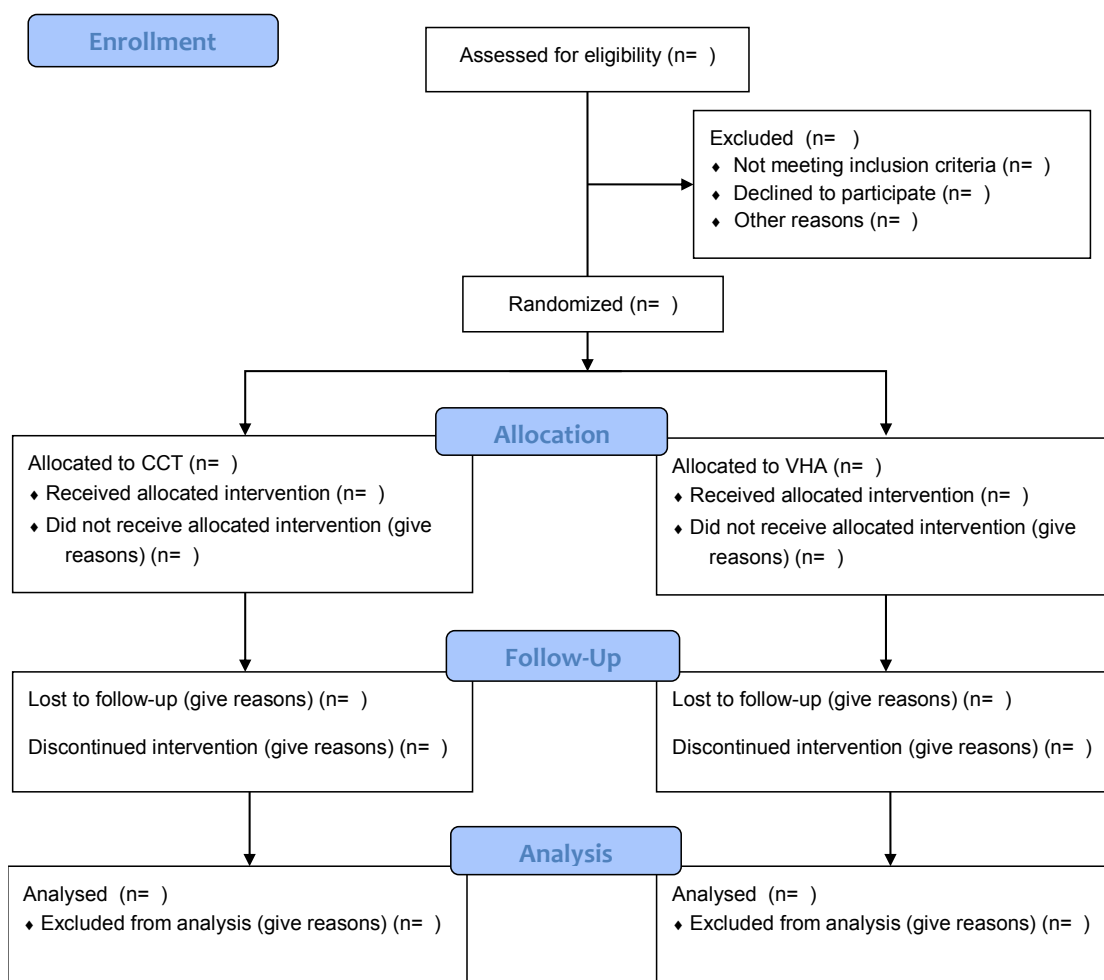 Enrollment
Assessed for eligibility (n=  )
Excluded  (n=   )
♦ Not meeting inclusion criteria (n=  )
♦ Declined to participate (n=  )
♦ Other reasons (n=  )
Randomized (n=  )
Allocation
Allocated to CCT (n=  )
♦ Received allocated intervention (n=  )
♦ Did not receive allocated intervention (give
reasons) (n=  )
Allocated to VHA (n=  )
♦ Received allocated intervention (n=  )
♦ Did not receive allocated intervention (give
reasons) (n=  )
Follow-Up
Lost to follow-up (give reasons) (n=  )
Discontinued intervention (give reasons) (n=  )
Lost to follow-up (give reasons) (n=  )
Discontinued intervention (give reasons) (n=  )
Analysis
Analysed  (n=  )
♦ Excluded from analysis (give reasons) (n=  )
Analysed  (n=  )
♦ Excluded from analysis (give reasons) (n=  )